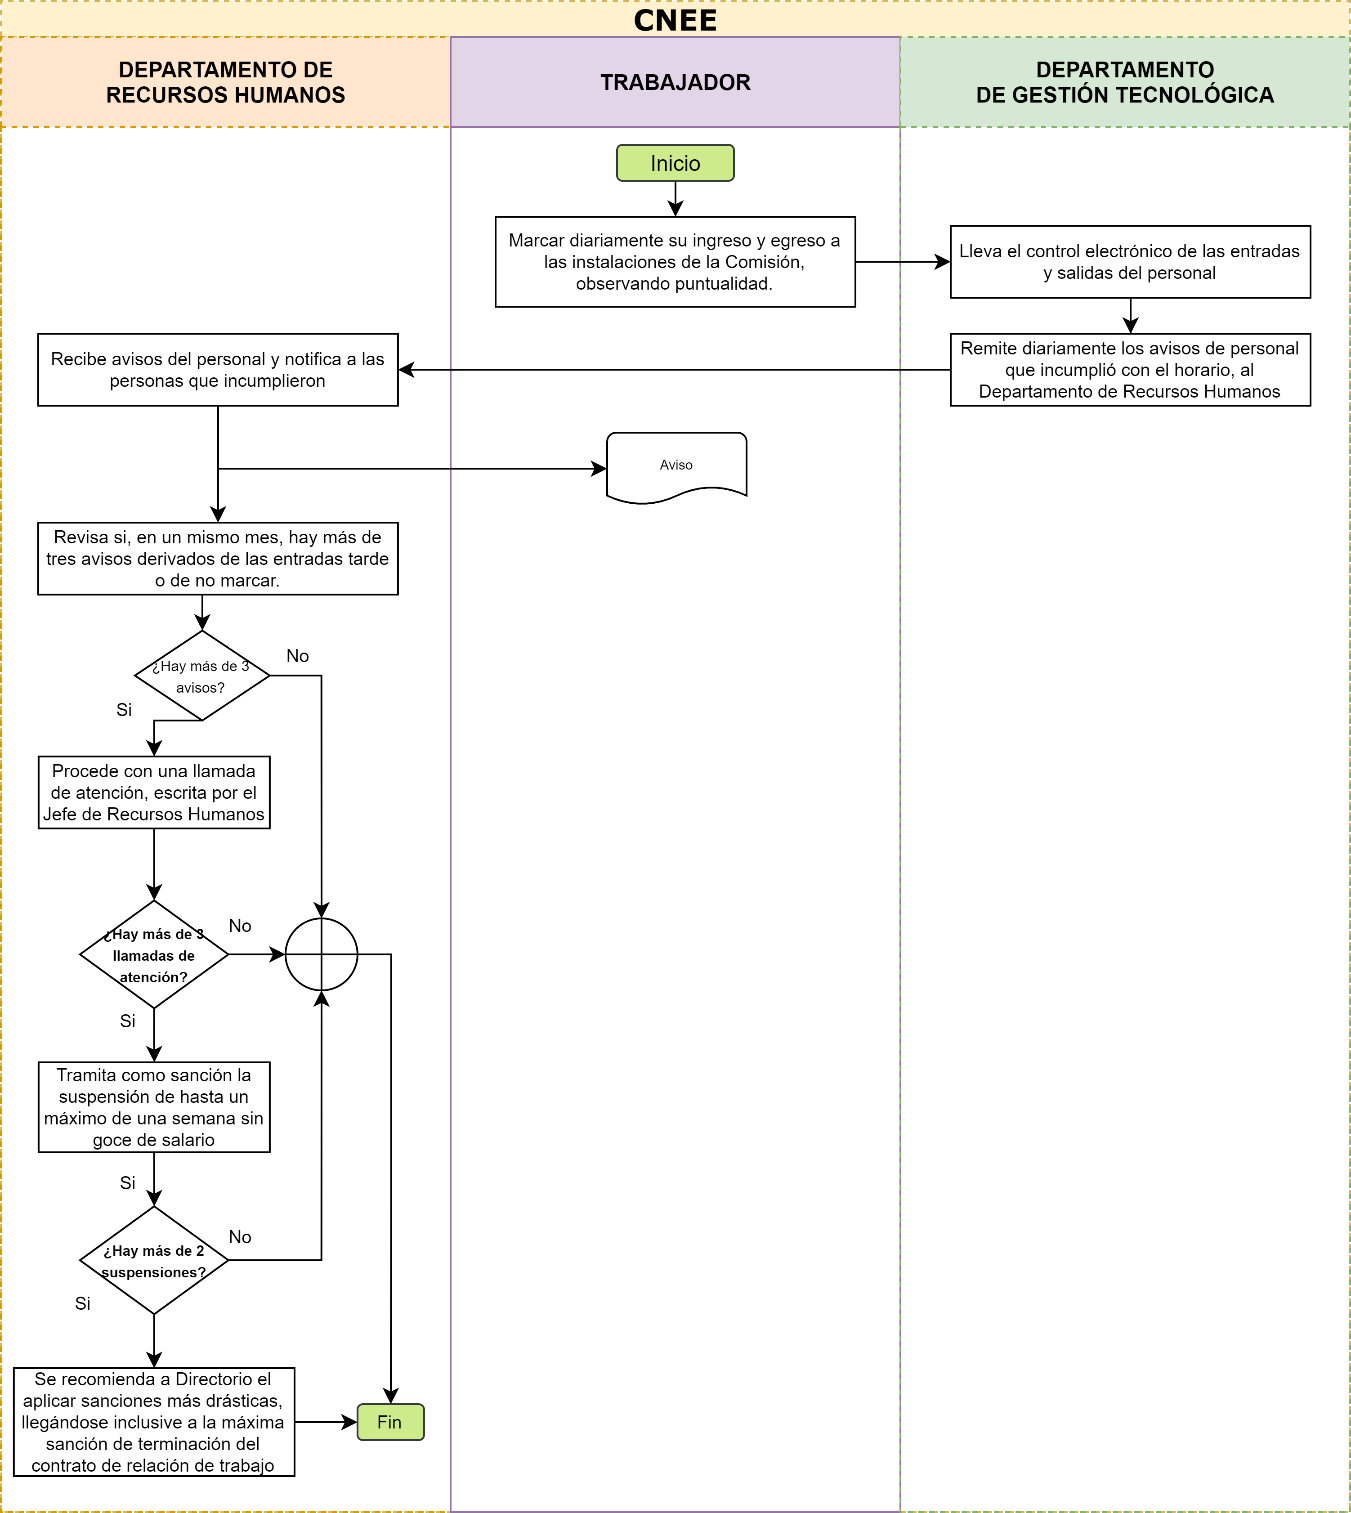 CNEE
DEPARTAMENTO DE
RECURSOS HUMANOS
TRABAJADOR
DEPARTAMENTO
DE GESTIÓN TECNOLÓGICA
Inicio
Marcar diariamente su ingreso y egreso a
las instalaciones de la Comisión,
observando puntualidad.
Lleva el control electrónico de las entradas
y salidas del personal
Remite diariamente los avisos de personal
que incumplió con el horario, al
Departamento de Recursos Humanos
Recibe avisos del personal y notifica a las
personas que incumplieron
Aviso
Revisa si, en un mismo mes, hay más de
tres avisos derivados de las entradas tarde
o de no marcar.
¿Hay más de 3
avisos?
No
Si
Procede con una llamada
de atención, escrita por el
Jefe de Recursos Humanos
¿Hay más de 3
llamadas de
atención?
No
Si
Tramita como sanción la
suspensión de hasta un
máximo de una semana sin
goce de salario
Si
¿Hay más de 2
suspensiones?
No
Si
Se recomienda a Directorio el
aplicar sanciones más drásticas,
llegándose inclusive a la máxima
sanción de terminación del
contrato de relación de trabajo
Fin